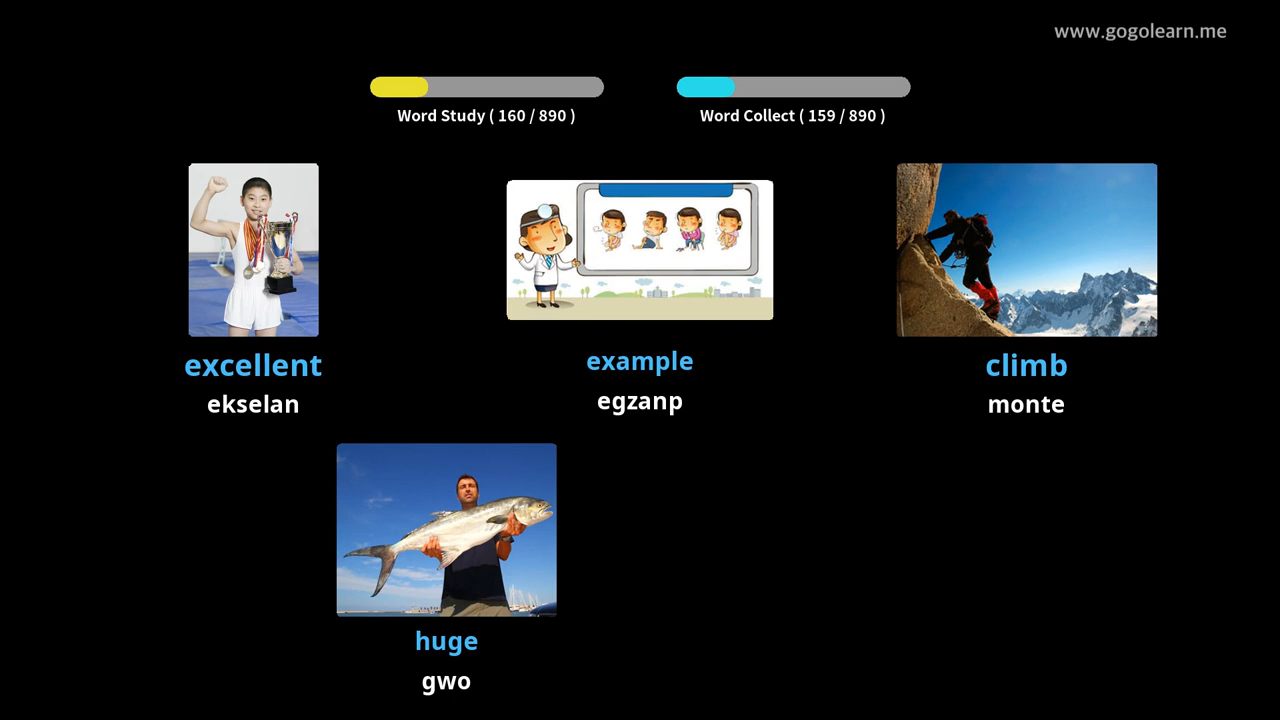 www.gogolearn.me
Word Study ( 160 / 890 )
Word Collect ( 159 / 890 )
excellent
ekselan
example
egzanp
climb
monte
huge
gwo